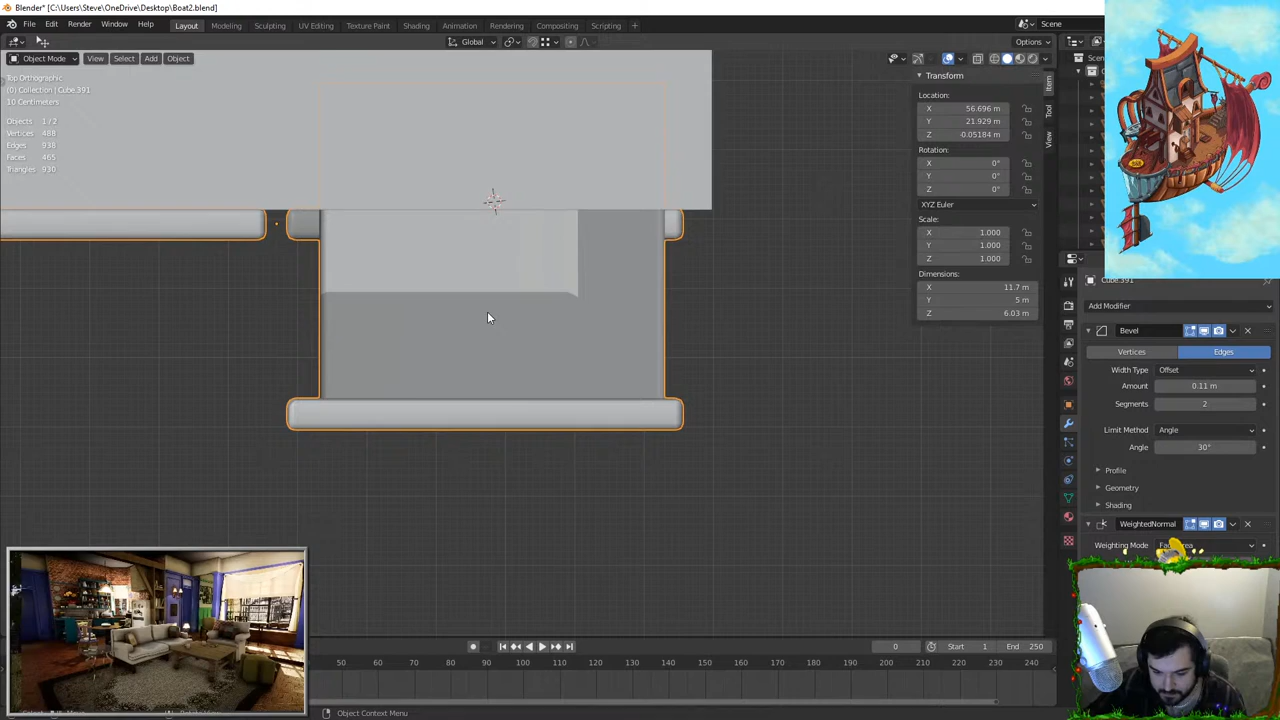 Blender* [C:\Users\Steve\OneDrive\Desktop\Boat2.blend]
File Edit Render Window Help Layout Modeling Sculpting UV Editing Texture Paint Shading Animation Rendering Compositing Scripting + Scene
Global Options
Object Mode View Select Add Object
Top Orthographic
(0) Collection | Cube.391
10 Centimeters
Objects 1 / 2
Vertices 488
Edges 938
Faces 465
Triangles 930
Transform
Location:
X 56.696 m
Y 21.929 m
Z -0.05184 m
Rotation:
X 0°
Y 0°
Z 0°
XYZ Euler
Scale:
X 1.000
Y 1.000
Z 1.000
Dimensions:
X 11.7 m
Y 5 m
Z 6.03 m
Item
Tool
View
Cube.391
Add Modifier
Bevel
Vertices Edges
Width Type Offset
Amount 0.11 m
Segments 2
Limit Method Angle
Angle 30°
Profile
Geometry
Shading
WeightedNormal
Weighting Mode
0 Start 1 End 250
50 60 70 80 90 100 110 120 130 140 150 160 170 180 190 200 210 220 230 240
Object Context Menu